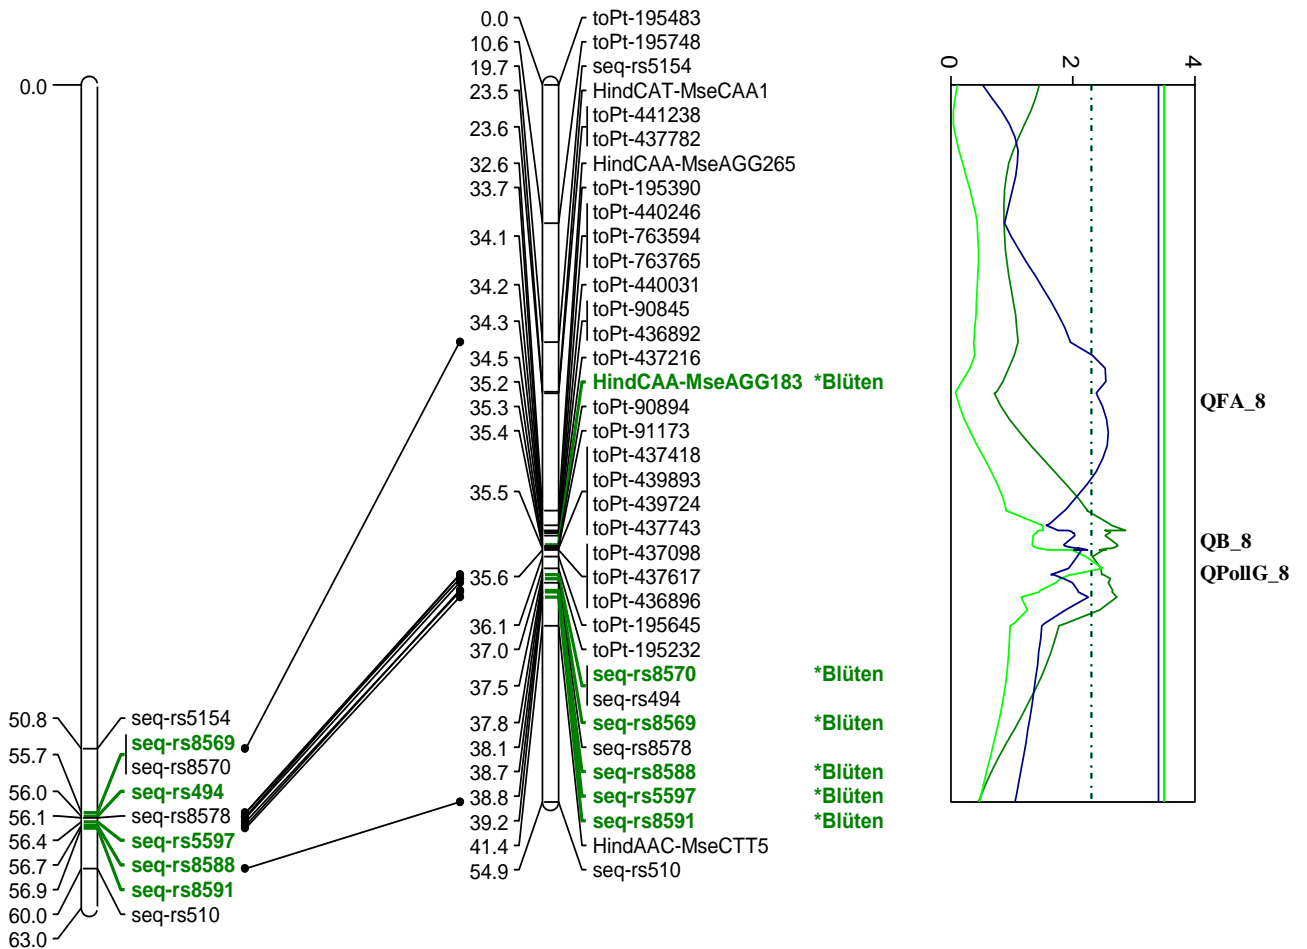 0.0
50.8
55.7
56.0
56.1
56.4
56.7
56.9
60.0
63.0
seq-rs5154
seq-rs8569
seq-rs8570
seq-rs494
seq-rs8578
seq-rs5597
seq-rs8588
seq-rs8591
seq-rs510
0.0
10.6
19.7
23.5
23.6
32.6
33.7
34.1
34.2
34.3
34.5
35.2
35.3
35.4
35.5
35.6
36.1
37.0
37.5
37.8
38.1
38.7
38.8
39.2
41.4
54.9
toPt-195483
toPt-195748
seq-rs5154
HindCAT-MseCAA1
toPt-441238
toPt-437782
HindCAA-MseAGG265
toPt-195390
toPt-440246
toPt-763594
toPt-763765
toPt-440031
toPt-90845
toPt-436892
toPt-437216
HindCAA-MseAGG183 *Blüten
toPt-90894
toPt-91173
toPt-437418
toPt-439893
toPt-439724
toPt-437743
toPt-437098
toPt-437617
toPt-436896
toPt-195645
toPt-195232
seq-rs8570 *Blüten
seq-rs494
seq-rs8569 *Blüten
seq-rs8578
seq-rs8588 *Blüten
seq-rs5597 *Blüten
seq-rs8591 *Blüten
HindAAC-MseCTT5
seq-rs510
0 2 4
QFA_8
QB_8
QPollG_8